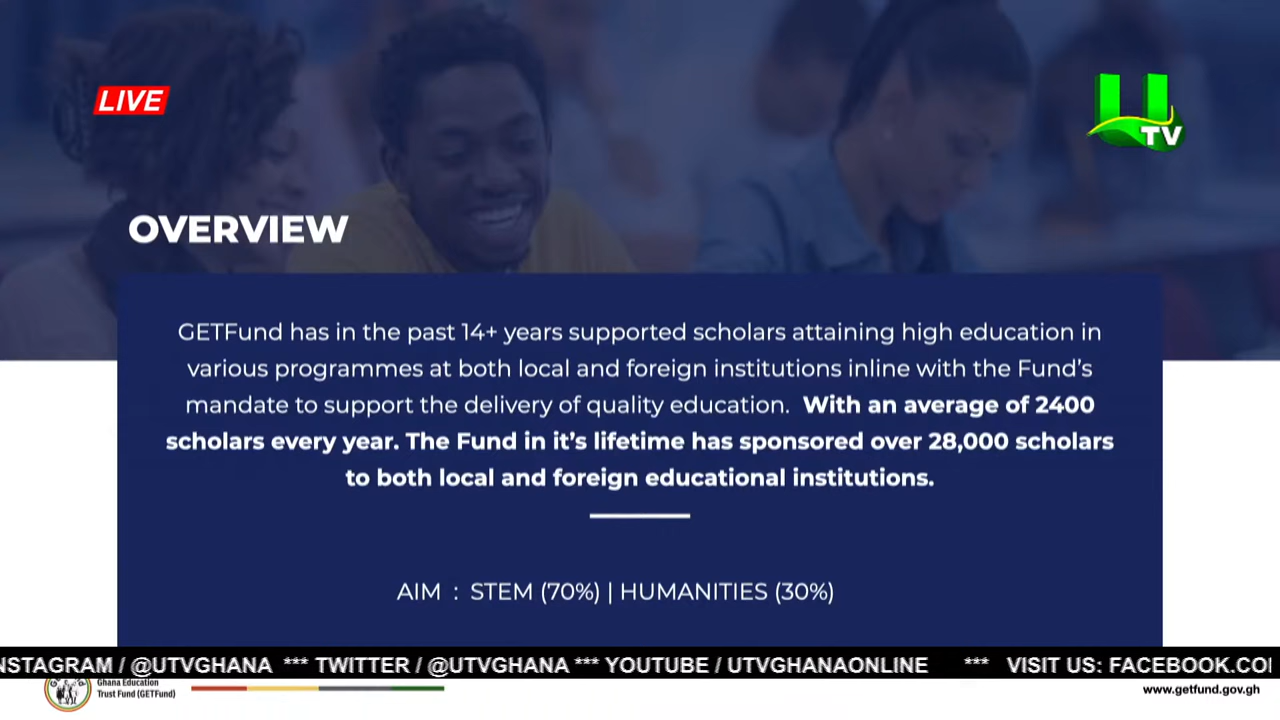 LIVE
U
TV
OVERVIEW
GETFund has in the past 14+ years supported scholars attaining high education in
various programmes at both local and foreign institutions inline with the Fund's
mandate to support the delivery of quality education. With an average of 2400
scholars every year. The Fund in it's lifetime has sponsored over 28,000 scholars
to both local and foreign educational institutions.
AIM : STEM (70%) | HUMANITIES (30%)
NSTAGRAM / @UTVGHANA *** TWITTER / @UTVGHANA *** YOUTUBE / UTVGHANAONLINE *** VISIT US: FACEBOOK.CO
Ghana Education
Trust Fund (GETFund)
www.getfund.gov.gh